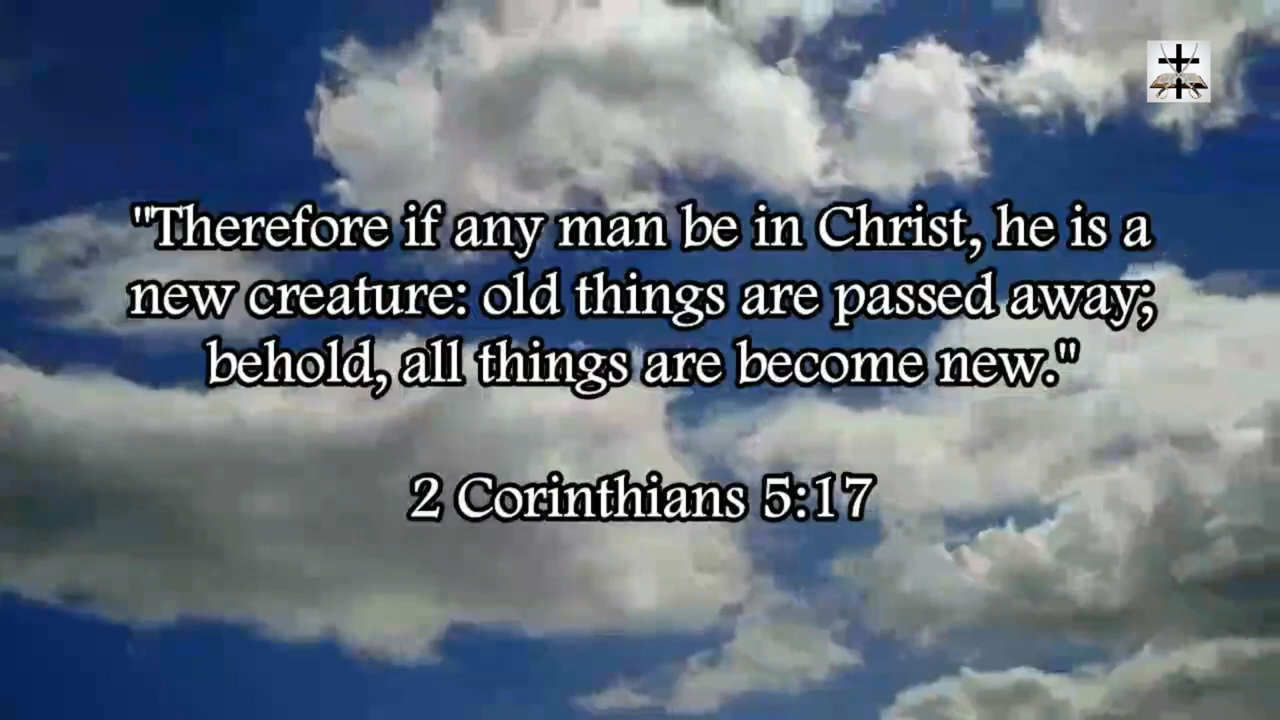 "Therefore if any man be in Christ, he is a
new creature: old things are passed away;
behold, all things are become new."
2 Corinthians 5:17